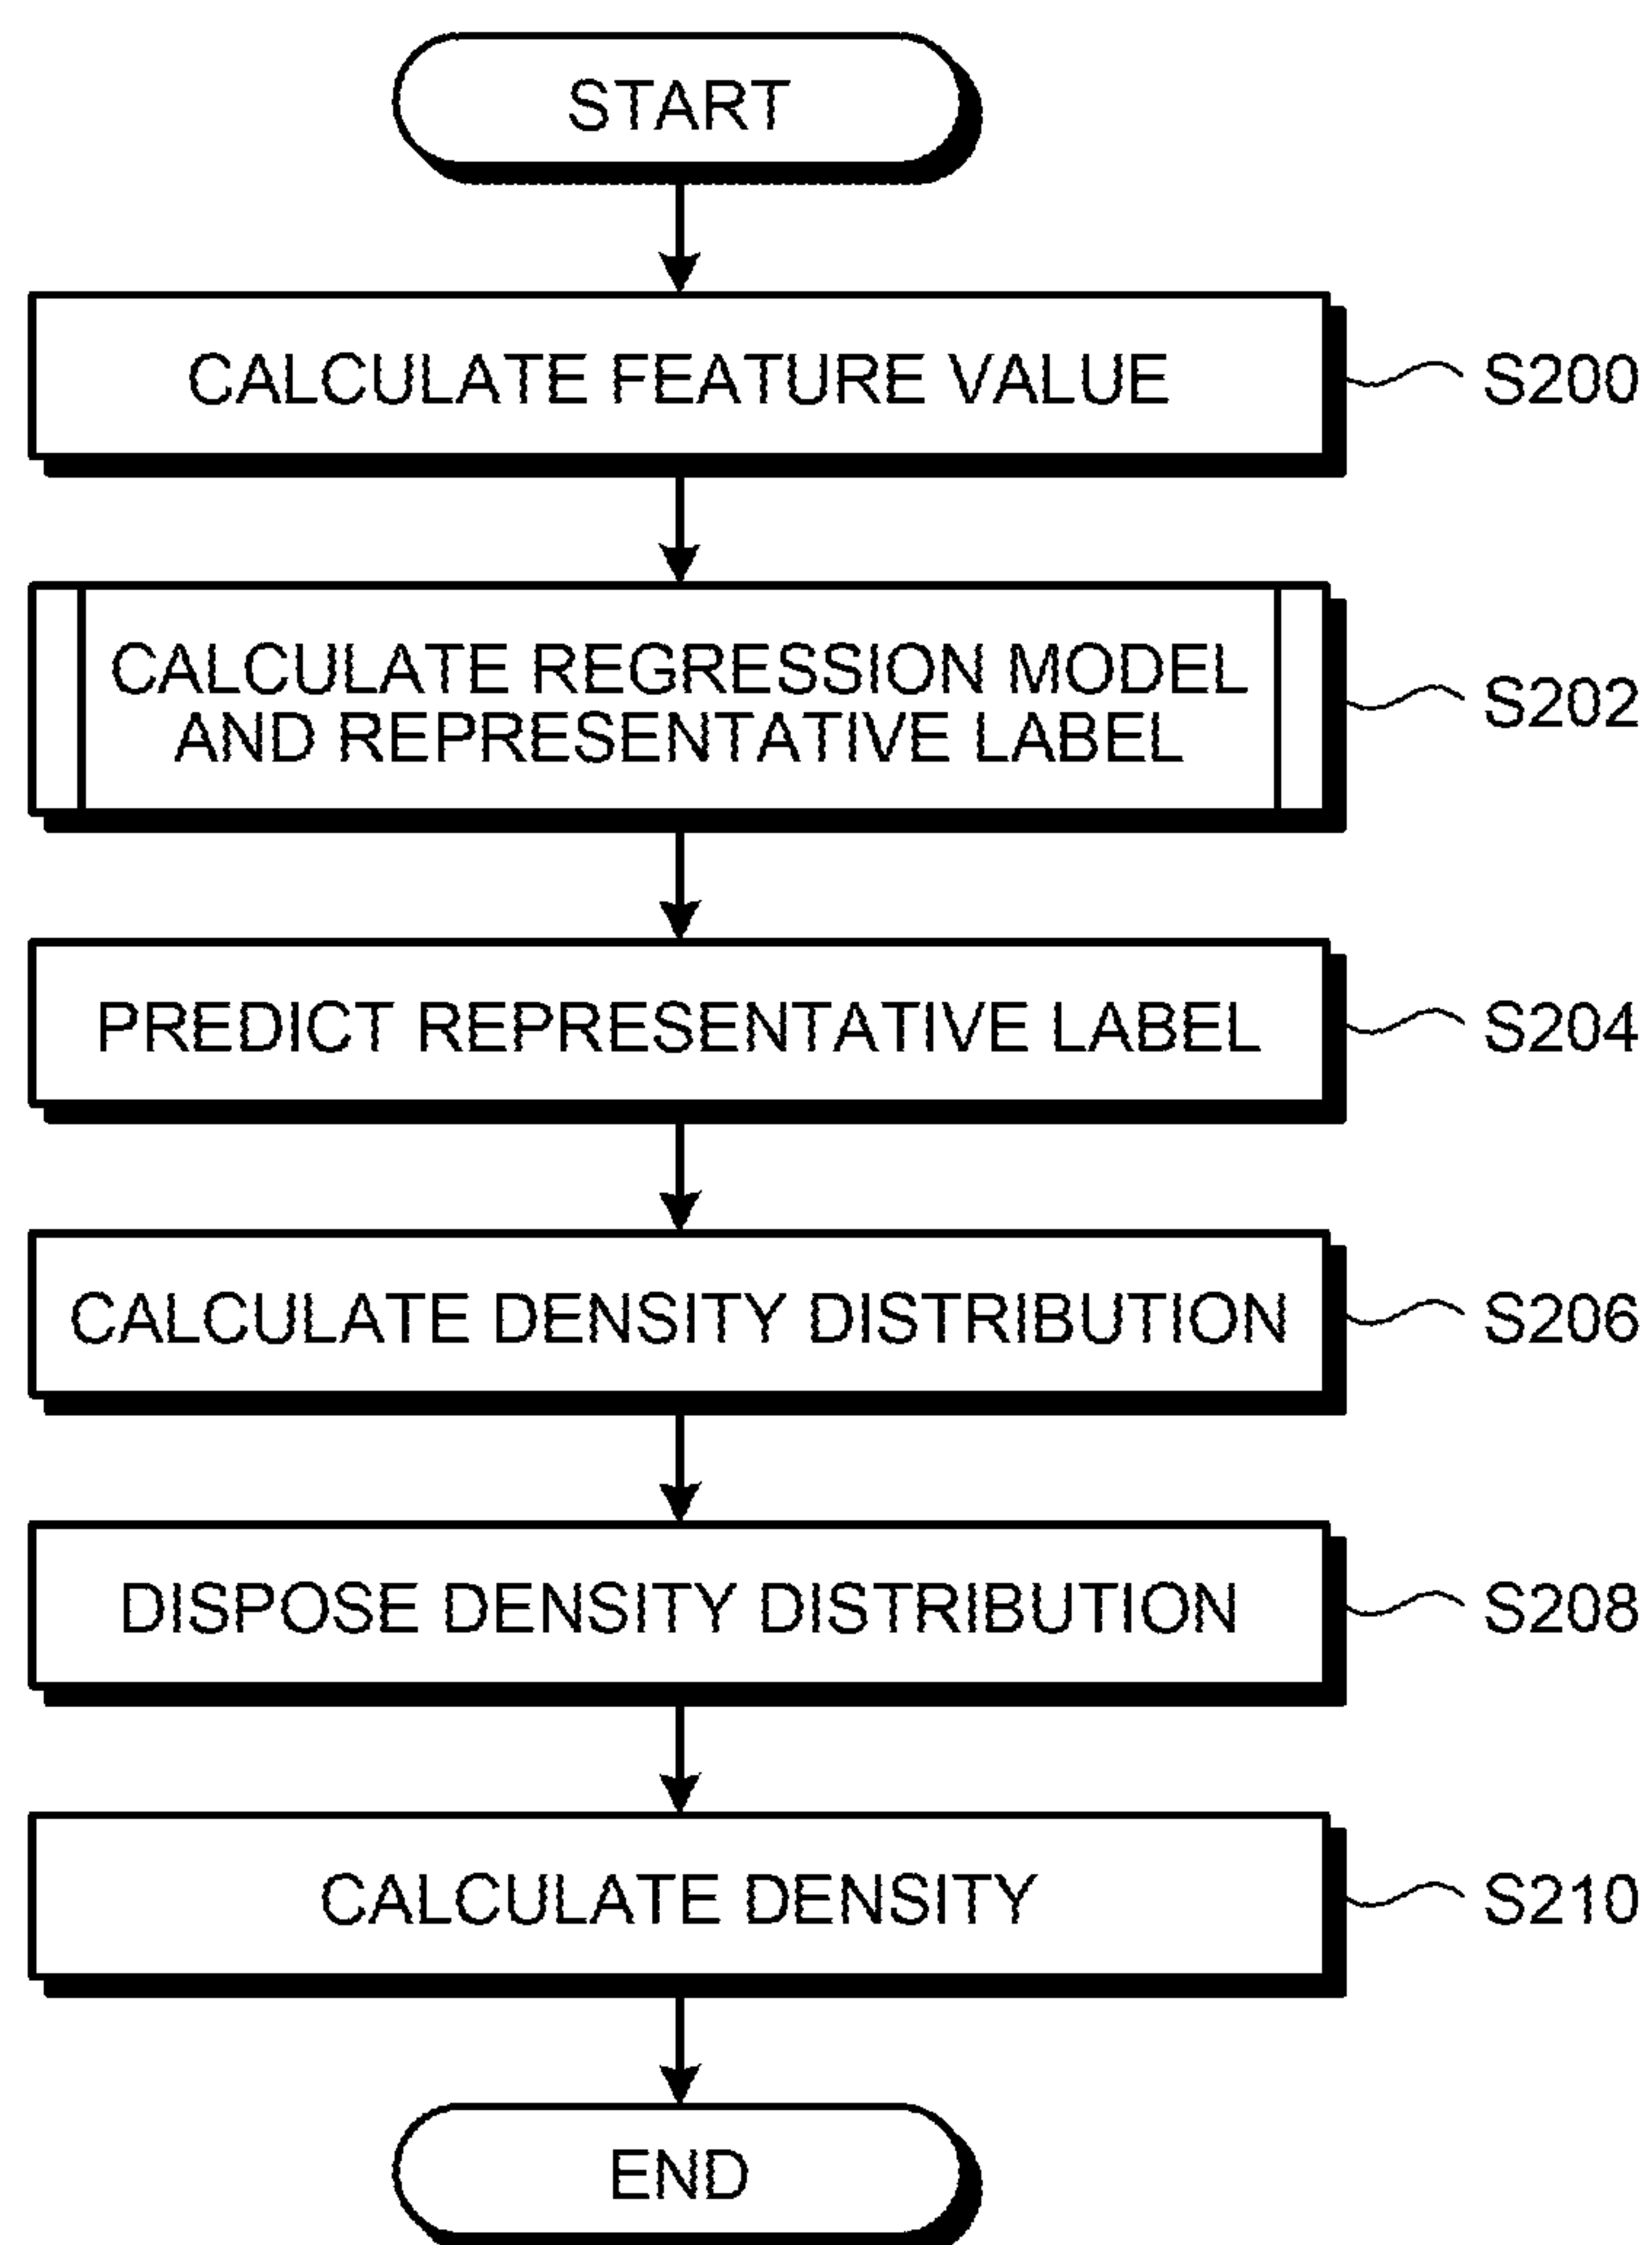 START
CALCULATE FEATURE VALUE
S200
CALCULATE REGRESSION MODEL
AND REPRESENTATIVE LABEL
S202
PREDICT REPRESENTATIVE LABEL
S204
CALCULATE DENSITY DISTRIBUTION
S206
DISPOSE DENSITY DISTRIBUTION
S208
CALCULATE DENSITY
S210
END